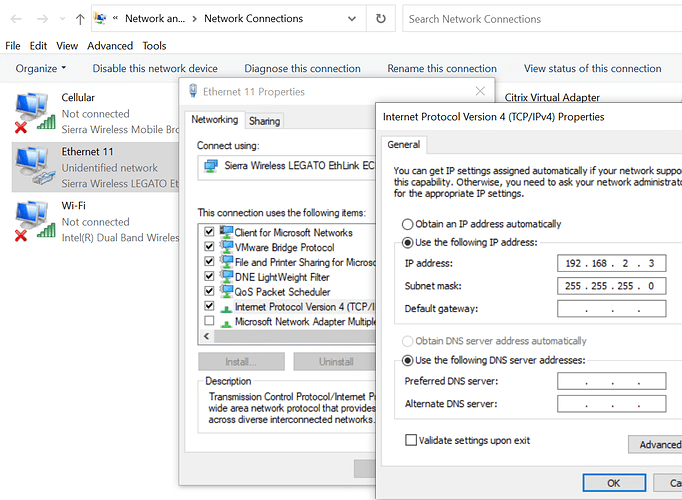 « Network an... > Network Connections
Search Network Connections
File Edit View Advanced Tools
Organize Disable this network device Diagnose this connection Rename this connection View status of this connection
Cellular
Not connected
Sierra Wireless Mobile Bro
Ethernet 11
Unidentified network
Sierra Wireless LEGATO Et
Wi-Fi
Not connected
Intel(R) Dual Band Wireless
Citrix Virtual Adapter
Ethernet 11 Properties
Networking Sharing
Connect using:
Sierra Wireless LEGATO EthLink EC
This connection uses the following items:
Client for Microsoft Networks
VMware Bridge Protocol
File and Printer Sharing for Micros
DNE LightWeight Filter
QoS Packet Scheduler
Internet Protocol Version 4 (TCP/I
Microsoft Network Adapter Multiple
Install... Uninstall
Description
Transmission Control Protocol/Internet P
wide area network protocol that provides
across diverse interconnected networks.
Internet Protocol Version 4 (TCP/IPv4) Properties
General
You can get IP settings assigned automatically if your network suppo
this capability. Otherwise, you need to ask your network administrato
for the appropriate IP settings.
Obtain an IP address automatically
Use the following IP address:
IP address: 192 . 168 . 2 . 3
Subnet mask: 255 . 255 . 255 . 0
Default gateway: . . .
Obtain DNS server address automatically
Use the following DNS server addresses:
Preferred DNS server: . . .
Alternate DNS server: . . .
Validate settings upon exit
Advanced
OK Ca